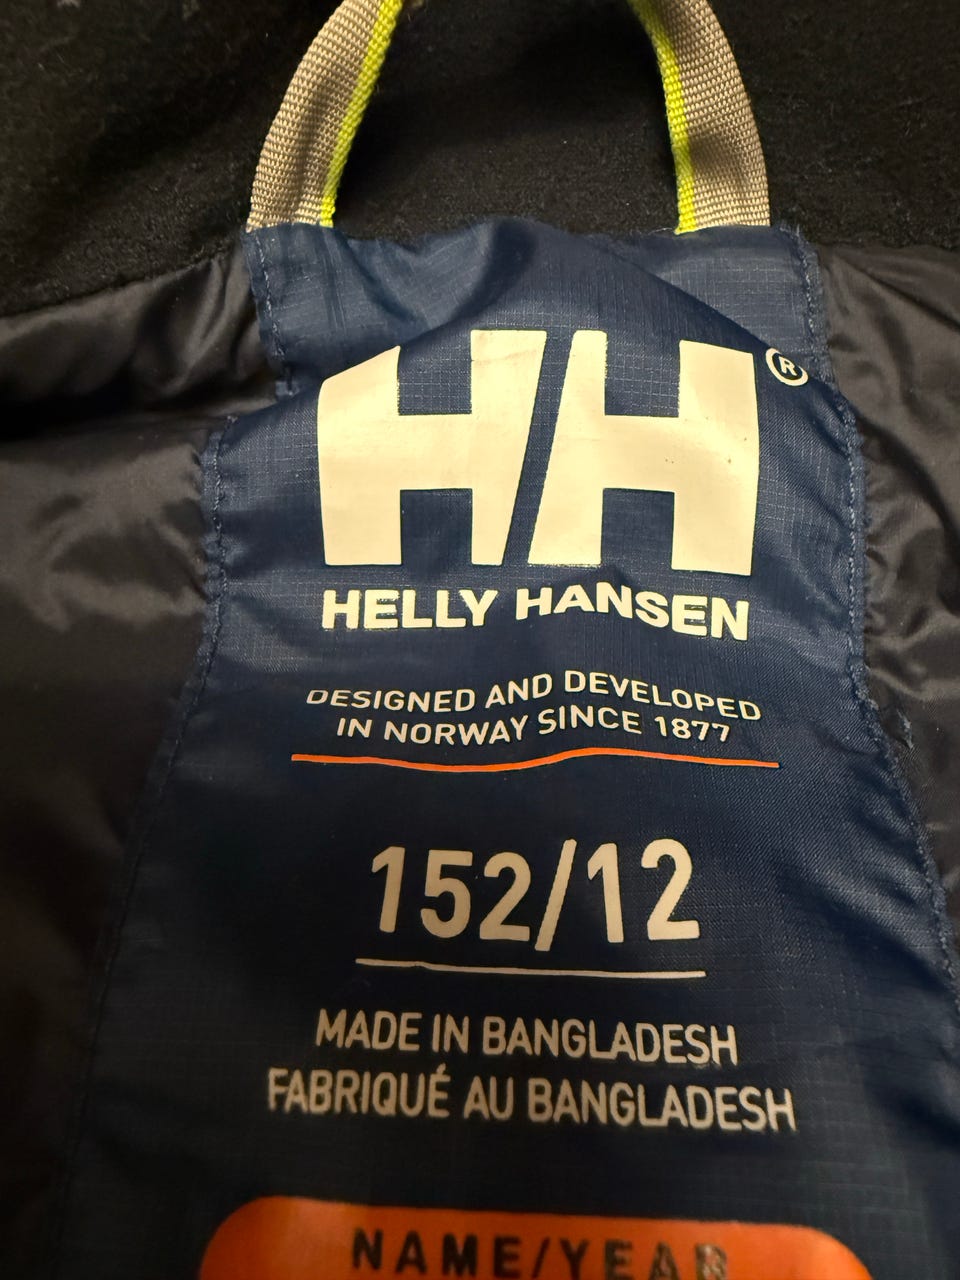 HH®
HELLY HANSEN
DESIGNED AND DEVELOPED
IN NORWAY SINCE 1877
152/12
MADE IN BANGLADESH
FABRIQUÉ AU BANGLADESH
NAME/YEAR